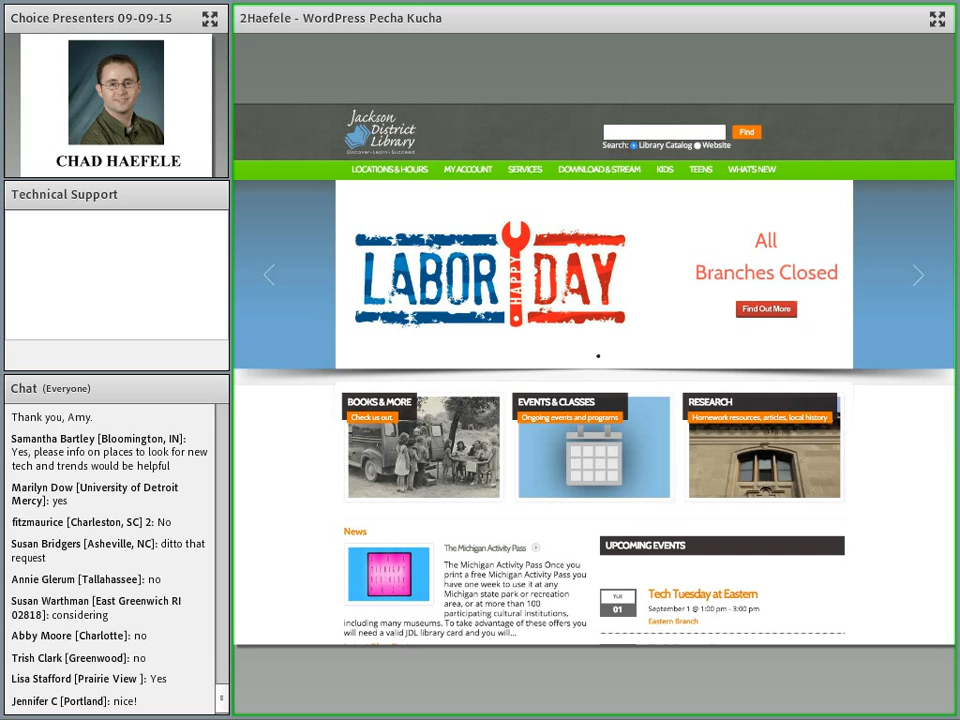 Choice Presenters 09-09-15
CHAD HAEFELE
Technical Support
Chat (Everyone)
Thank you, Amy.
Samantha Bartley [Bloomington, IN]:
Yes, please info on places to look for new
tech and trends would be helpful
Marilyn Dow [University of Detroit
Mercy]: yes
fitzmaurice [Charleston, SC] 2: No
Susan Bridgers [Asheville, NC]: ditto that
request
Annie Glerum [Tallahassee]: no
Susan Warthman [East Greenwich RI
02818]: considering
Abby Moore [Charlotte]: no
Trish Clark [Greenwood]: no
Lisa Stafford [Prairie View ]: Yes
Jennifer C [Portland]: nice!
2Haefele - WordPress Pecha Kucha
Jackson
District
Library
Discover • Learn • Succeed
Find
Search: Library Catalog Website
LOCATIONS & HOURS MY ACCOUNT SERVICES DOWNLOAD & STREAM KIDS TEENS WHAT'S NEW
LABOR HAPPY DAY
All
Branches Closed
Find Out More
BOOKS & MORE
Check us out.
EVENTS & CLASSES
Ongoing events and programs
RESEARCH
Homework resources, articles, local history
News
The Michigan Activity Pass
The Michigan Activity Pass Once you
print a free Michigan Activity Pass you
have one week to use it at any
Michigan state park or recreation
area, or at more than 100
participating cultural institutions,
including many museums. To take advantage of these offers you
will need a valid JDL library card and you will...
UPCOMING EVENTS
TUE
01
Tech Tuesday at Eastern
September 1 @ 1:00 pm - 3:00 pm
Eastern Branch